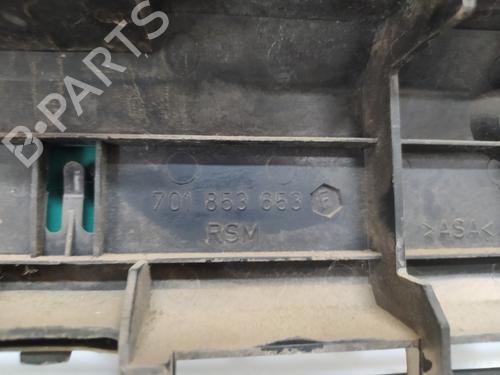 B-PARTS
701 853 653 F
RSM
>ASA<